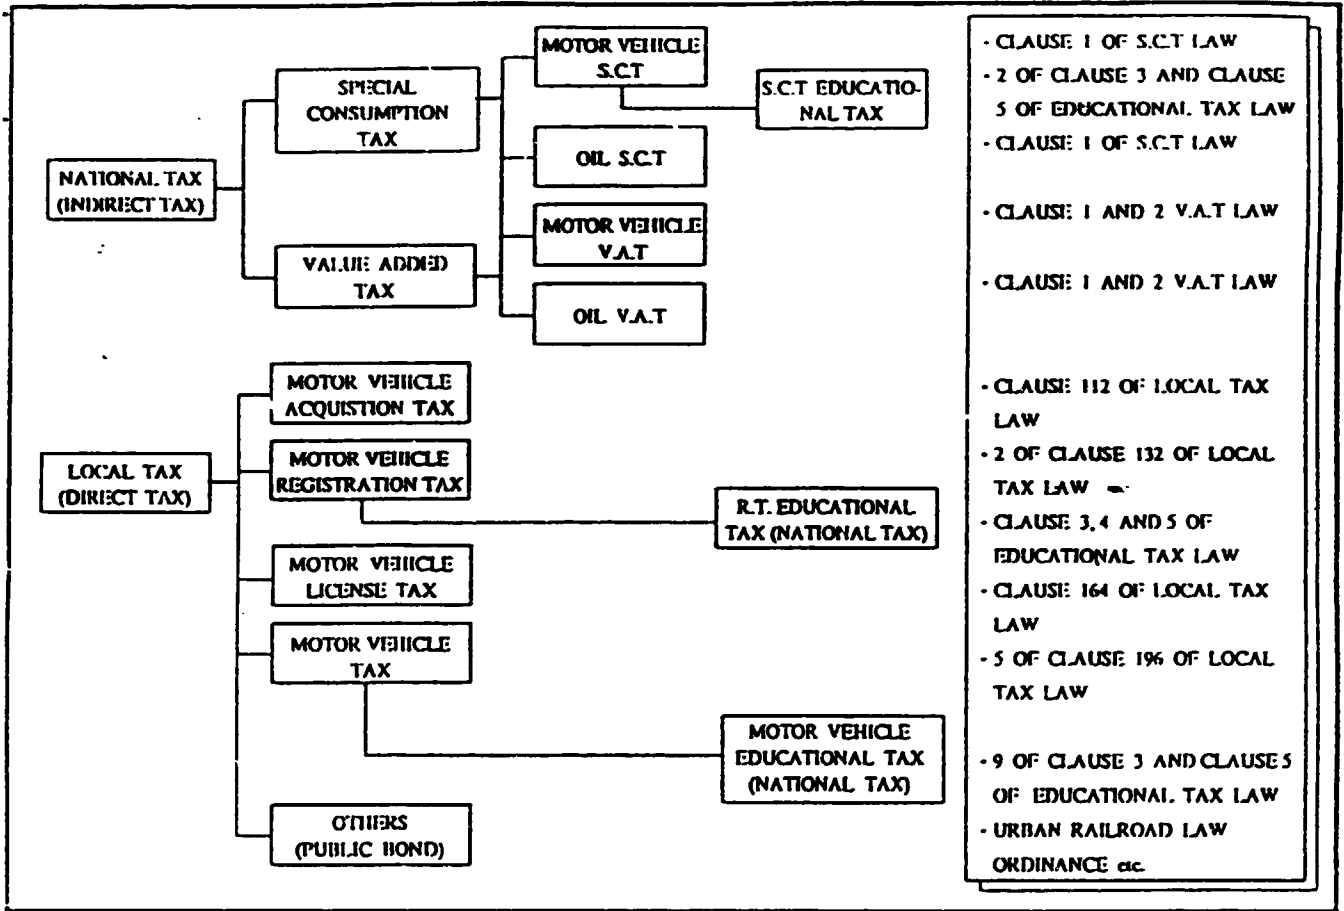 NATIONAL TAX
(INDIRECT TAX)
SPECIAL
CONSUMPTION
TAX
VALUE ADDED
TAX
MOTOR VEHICLE
S.C.T
S.C.T EDUCATIO-
NAL TAX
OIL S.C.T
MOTOR VEHICLE
V.A.T
OIL V.A.T
LOCAL TAX
(DIRECT TAX)
MOTOR VEHICLE
ACQUISTION TAX
MOTOR VEHICLE
REGISTRATION TAX
R.T. EDUCATIONAL
TAX (NATIONAL TAX)
MOTOR VEHICLE
LICENSE TAX
MOTOR VEHICLE
TAX
MOTOR VEHICLE
EDUCATIONAL TAX
(NATIONAL TAX)
OTHERS
(PUBLIC BOND)
- CLAUSE 1 OF S.C.T LAW
- 2 OF CLAUSE 3 AND CLAUSE
5 OF EDUCATIONAL TAX LAW
- CLAUSE 1 OF S.C.T LAW
- CLAUSE 1 AND 2 V.A.T LAW
- CLAUSE 1 AND 2 V.A.T LAW
- CLAUSE 112 OF LOCAL TAX
LAW
- 2 OF CLAUSE 132 OF LOCAL
TAX LAW
- CLAUSE 3, 4 AND 5 OF
EDUCATIONAL TAX LAW
- CLAUSE 164 OF LOCAL TAX
LAW
- 5 OF CLAUSE 196 OF LOCAL
TAX LAW
- 9 OF CLAUSE 3 AND CLAUSE 5
OF EDUCATIONAL TAX LAW
- URBAN RAILROAD LAW
ORDINANCE etc.